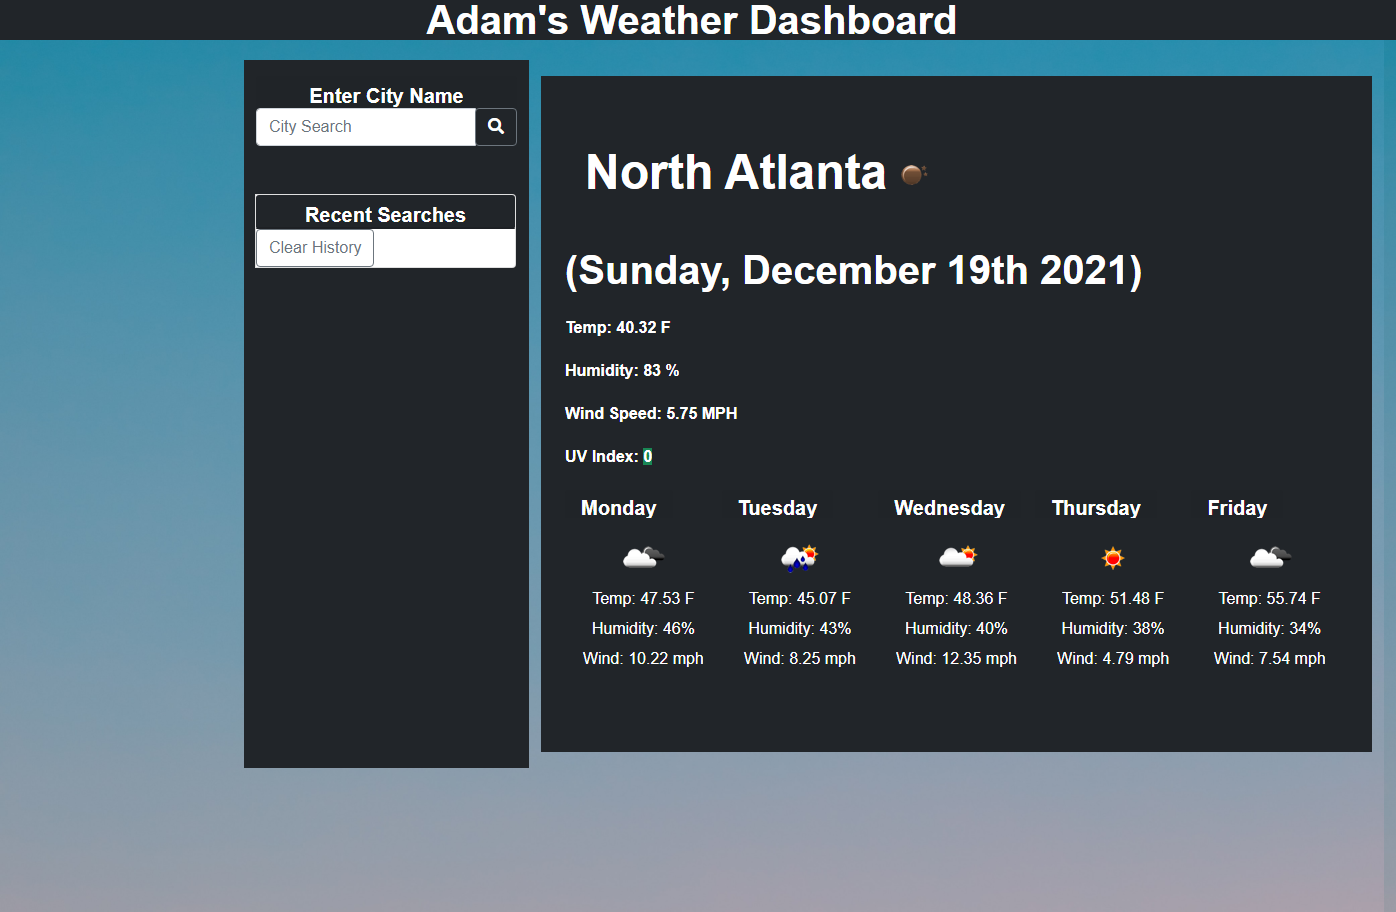 Adam's Weather Dashboard
Enter City Name
City Search
Recent Searches
Clear History
North Atlanta
(Sunday, December 19th 2021)
Temp: 40.32 F
Humidity: 83 %
Wind Speed: 5.75 MPH
UV Index: 0
Monday Tuesday Wednesday Thursday Friday
Temp: 47.53 F Temp: 45.07 F Temp: 48.36 F Temp: 51.48 F Temp: 55.74 F
Humidity: 46% Humidity: 43% Humidity: 40% Humidity: 38% Humidity: 34%
Wind: 10.22 mph Wind: 8.25 mph Wind: 12.35 mph Wind: 4.79 mph Wind: 7.54 mph